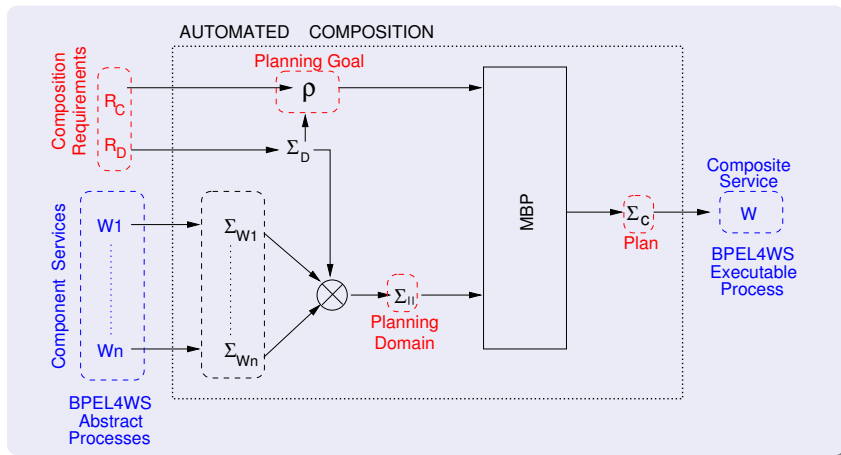 AUTOMATED COMPOSITION
Composition
Requirements
R_C
R_D
Planning Goal
ρ
Σ_D
Component Services
W1
Wn
Σ_W1
Σ_Wn
Σ_||
Planning
Domain
MBP
Σ_C
Plan
Composite
Service
W
BPEL4WS
Executable
Process
BPEL4WS
Abstract
Processes